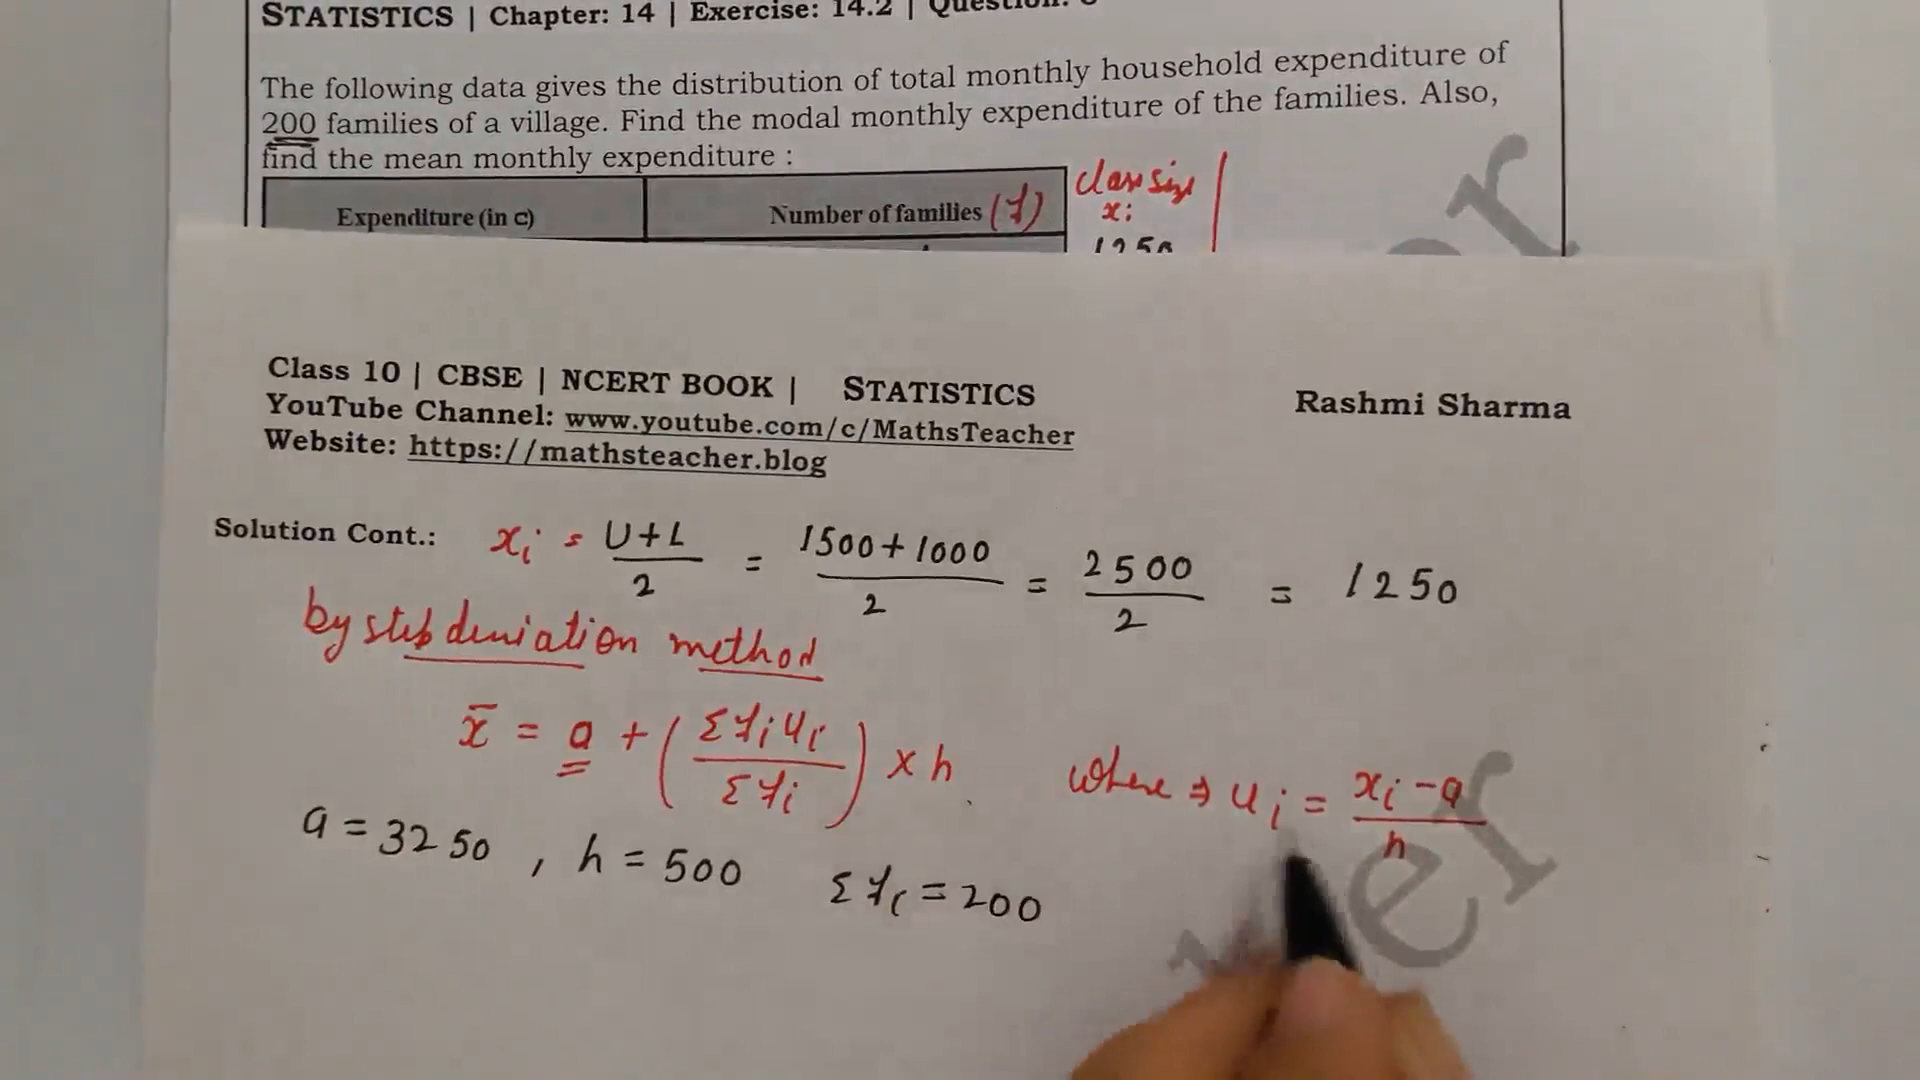 STATISTICS | Chapter: 14 | Exercise: 14.2 | Question:
The following data gives the distribution of total monthly household expenditure of
200 families of a village. Find the modal monthly expenditure of the families. Also,
find the mean monthly expenditure :
Expenditure (in c) Number of families (f) class size
xi
1250
Class 10 | CBSE | NCERT BOOK | STATISTICS Rashmi Sharma
YouTube Channel: www.youtube.com/c/MathsTeacher
Website: https://mathsteacher.blog
Solution Cont.: xi = U+L/2 = 1500+1000/2 = 2500/2 = 1250
by step deviation method
x̄ = a + (Σfiui/Σfi) × h where ⇒ ui = xi-a/h
a = 3250 , h = 500 Σfi = 200